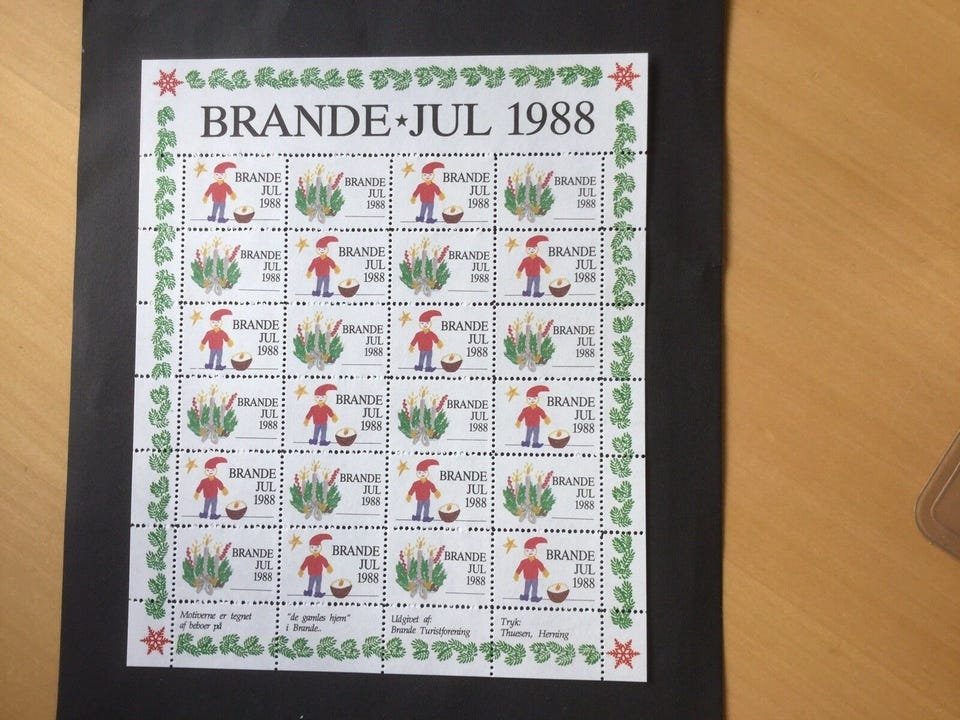 BRANDE★JUL 1988
BRANDE
JUL
1988
BRANDE
JUL
1988
BRANDE
JUL
1988
BRANDE
JUL
1988
BRANDE
JUL
1988
BRANDE
JUL
1988
BRANDE
JUL
1988
BRANDE
JUL
1988
BRANDE
JUL
1988
BRANDE
JUL
1988
BRANDE
JUL
1988
BRANDE
JUL
1988
BRANDE
JUL
1988
BRANDE
JUL
1988
BRANDE
JUL
1988
BRANDE
JUL
1988
BRANDE
JUL
1988
BRANDE
JUL
1988
BRANDE
JUL
1988
BRANDE
JUL
1988
BRANDE
JUL
1988
BRANDE
JUL
1988
BRANDE
JUL
1988
BRANDE
JUL
1988
Motiverne er tegnet
af beboer på
"de gamles hjem"
i Brande..
Udgivet af:
Brande Turistforening
Tryk:
Thuesen, Herning